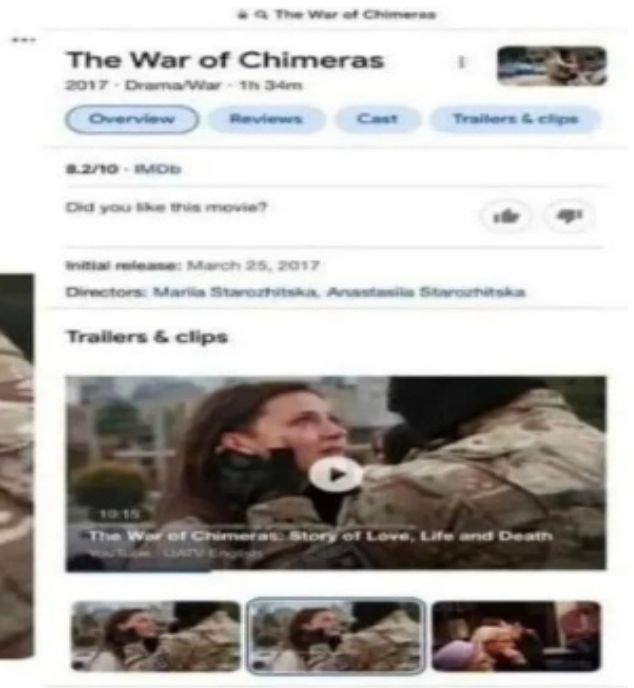 The War of Chimeras
The War of Chimeras
2017 · Drama/War · 1h 34m
Overview Reviews Cast Trailers & clips
8.2/10 · IMDb
Did you like this movie?
Initial release: March 25, 2017
Directors: Mariia Starozhitska, Anastasiia Starozhitska
Trailers & clips
10:15
The War of Chimeras: Story of Love, Life and Death
YouTube · UATV English